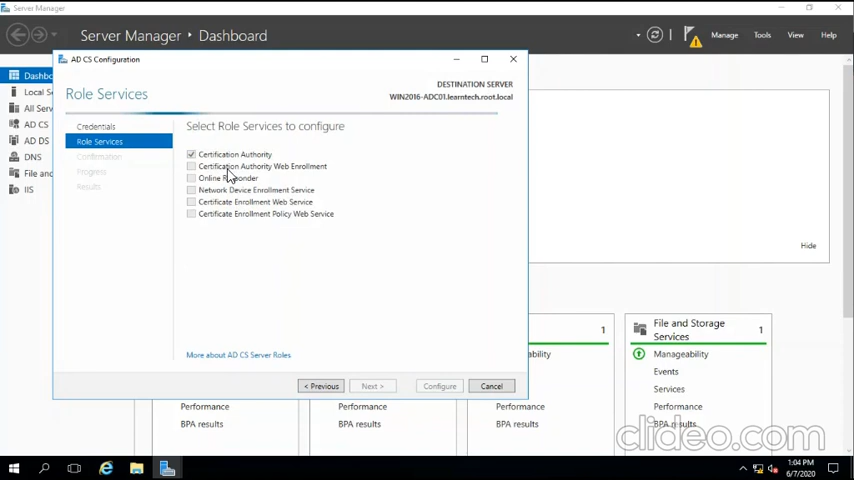 Server Manager
Server Manager
Dashboard
Manage
Tools
View
Help
Dashbo
Local S
All Serv
AD CS
AD DS
DNS
File and
IIS
AD CS Configuration
Role Services
DESTINATION SERVER
WIN2016-ADC01.learntech.root.local
Credentials
Role Services
Confirmation
Progress
Results
Select Role Services to configure
Certification Authority
Certification Authority Web Enrollment
Online Responder
Network Device Enrollment Service
Certificate Enrollment Web Service
Certificate Enrollment Policy Web Service
More about AD CS Server Roles
< Previous
Next >
Configure
Cancel
Hide
1
File and Storage
Services
1
Manageability
Events
Services
Performance
BPA results
Performance
BPA results
Performance
BPA results
Performance
BPA results
clideo.com
1:04 PM
6/7/2020